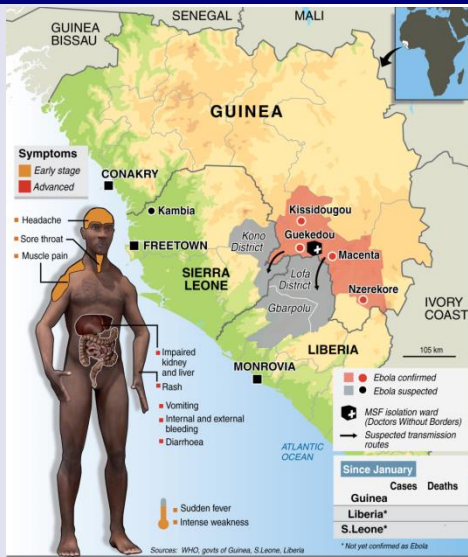 GUINEA
BISSAU
SENEGAL
MALI
GUINEA
Symptoms
Early stage
Advanced
CONAKRY
Kambia
Kissidougou
Headache
Sore throat
Muscle pain
FREETOWN
Kono
District
Guekedou
Macenta
SIERRA
LEONE
Lofa
District
Nzerekore
Gbarpolu
IVORY
COAST
LIBERIA
105 km
MONROVIA
Impaired
kidney
and liver
Rash
Vomiting
Internal and external
bleeding
Diarrhoea
Ebola confirmed
Ebola suspected
MSF isolation ward
(Doctors Without Borders)
Suspected transmission
routes
ATLANTIC
OCEAN
Since January
Cases Deaths
Guinea
Liberia*
S.Leone*
* Not yet confirmed as Ebola
Sudden fever
Intense weakness
Sources: WHO, govts of Guinea, S.Leone, Liberia